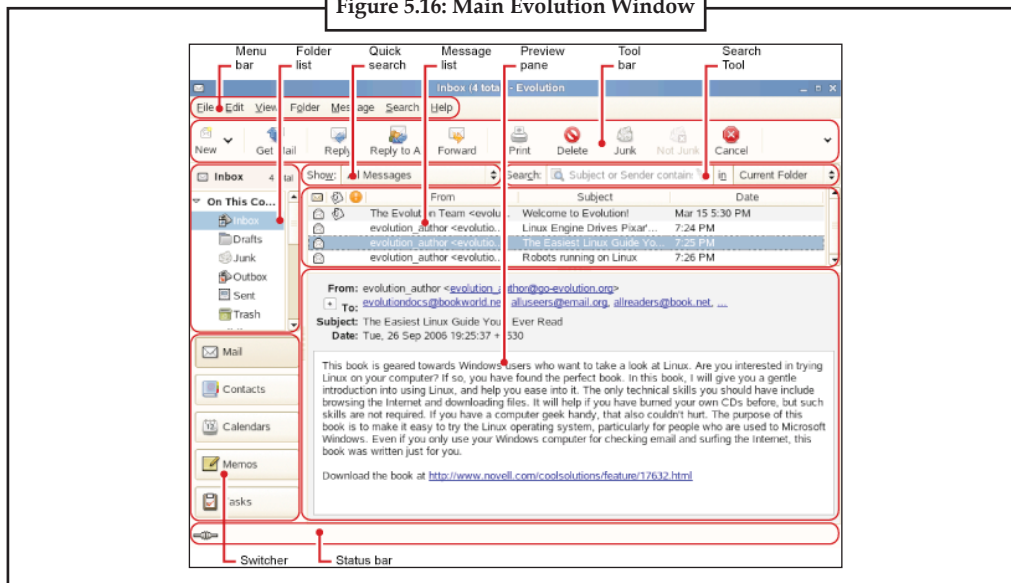 Figure 5.16: Main Evolution Window
Menu bar
Folder list
Quick search
Message list
Preview pane
Tool bar
Search Tool
Inbox (4 tota - Evolution
File Edit View Folder Message Search Help
New Get Mail Reply Reply to A Forward Print Delete Junk Not Junk Cancel
Inbox 4 tal
Show: All Messages
Search: Subject or Sender contain: in Current Folder
On This Co...
Inbox
Drafts
Junk
Outbox
Sent
Trash
From Subject Date
The Evolution Team <evolu... Welcome to Evolution! Mar 15 5:30 PM
evolution_author <evolutio... Linux Engine Drives Pixar'... 7:24 PM
evolution_author <evolutio... The Easiest Linux Guide Yo... 7:25 PM
evolution_author <evolutio... Robots running on Linux 7:26 PM
From: evolution_author <evolution_author@go-evolution.org>
To: evolutiondocs@bookworld.ne alluseers@email.org, allreaders@book.net, ...
Subject: The Easiest Linux Guide You Ever Read
Date: Tue, 26 Sep 2006 19:25:37 + 530
This book is geared towards Windows users who want to take a look at Linux. Are you interested in trying
Linux on your computer? If so, you have found the perfect book. In this book, I will give you a gentle
introduction into using Linux, and help you ease into it. The only technical skills you should have include
browsing the Internet and downloading files. It will help if you have burned your own CDs before, but such
skills are not required. If you have a computer geek handy, that also couldn't hurt. The purpose of this
book is to make it easy to try the Linux operating system, particularly for people who are used to Microsoft
Windows. Even if you only use your Windows computer for checking email and surfing the Internet, this
book was written just for you.
Download the book at http://www.novell.com/coolsolutions/feature/17632.html
Mail
Contacts
Calendars
Memos
Tasks
Switcher
Status bar